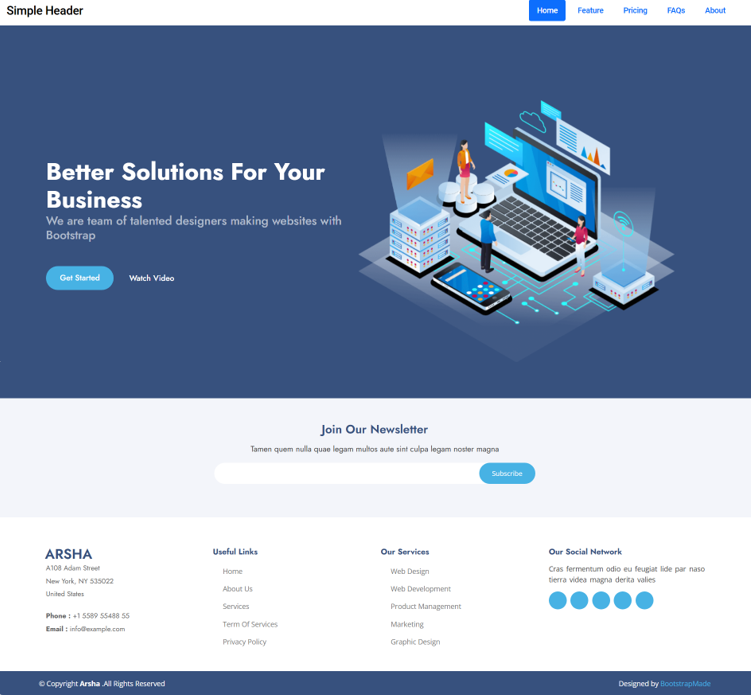 Simple Header
Home
Feature
Pricing
FAQs
About
Better Solutions For Your
Business
We are team of talented designers making websites with
Bootstrap
Get Started
Watch Video
Join Our Newsletter
Tamen quem nulla quae legam multos aute sint culpa legam noster magna
Subscribe
ARSHA
A108 Adam Street
New York, NY 535022
United States
Phone : +1 5589 55488 55
Email : info@example.com
Useful Links
Home
About Us
Services
Term Of Services
Privacy Policy
Our Services
Web Design
Web Development
Product Management
Marketing
Graphic Design
Our Social Network
Cras fermentum odio eu feugiat lide par naso
tierra videa magna derita valies
© Copyright Arsha .All Rights Reserved
Designed by BootstrapMade